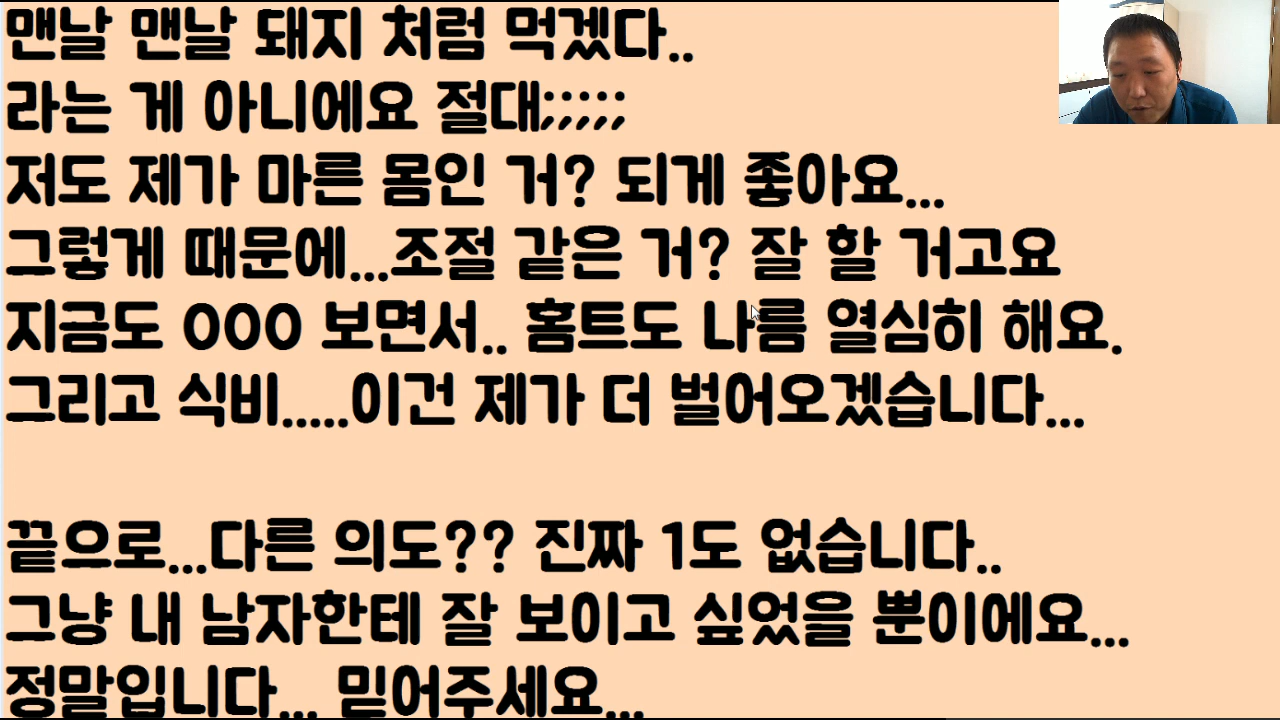 맨날 맨날 돼지 처럼 먹겠다..
라는 게 아니에요 절대;;;;;
저도 제가 마른 몸인 거? 되게 좋아요...
그렇게 때문에...조절 같은 거? 잘 할 거고요
지금도 OOO 보면서.. 홈트도 나름 열심히 해요.
그리고 식비.....이건 제가 더 벌어오겠습니다...
끝으로...다른 의도?? 진짜 1도 없습니다..
그냥 내 남자한테 잘 보이고 싶었을 뿐이에요...
정말입니다... 믿어주세요...